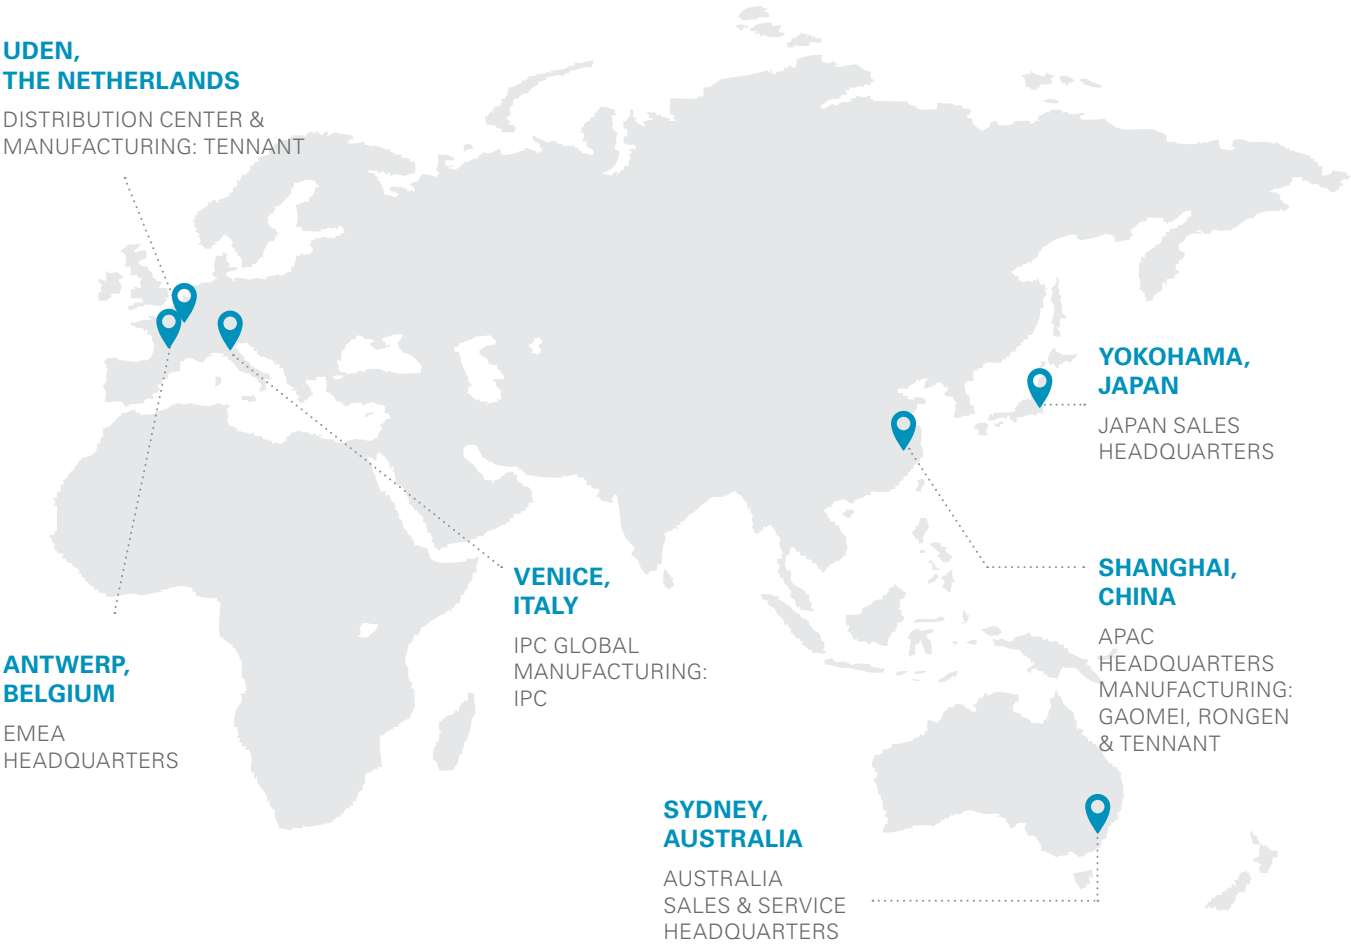 UDEN,
THE NETHERLANDS
DISTRIBUTION CENTER &
MANUFACTURING: TENNANT
YOKOHAMA,
JAPAN
JAPAN SALES
HEADQUARTERS
VENICE,
ITALY
IPC GLOBAL
MANUFACTURING:
IPC
SHANGHAI,
CHINA
APAC
HEADQUARTERS
MANUFACTURING:
GAOMEI, RONGEN
& TENNANT
ANTWERP,
BELGIUM
EMEA
HEADQUARTERS
SYDNEY,
AUSTRALIA
AUSTRALIA
SALES & SERVICE
HEADQUARTERS